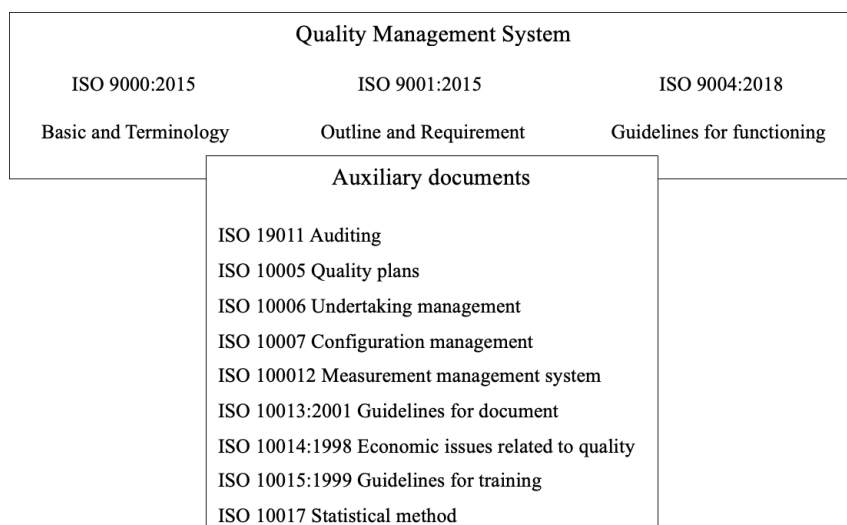 Quality Management System
ISO 9000:2015 ISO 9001:2015 ISO 9004:2018
Basic and Terminology Outline and Requirement Guidelines for functioning
Auxiliary documents
ISO 19011 Auditing
ISO 10005 Quality plans
ISO 10006 Undertaking management
ISO 10007 Configuration management
ISO 100012 Measurement management system
ISO 10013:2001 Guidelines for document
ISO 10014:1998 Economic issues related to quality
ISO 10015:1999 Guidelines for training
ISO 10017 Statistical method